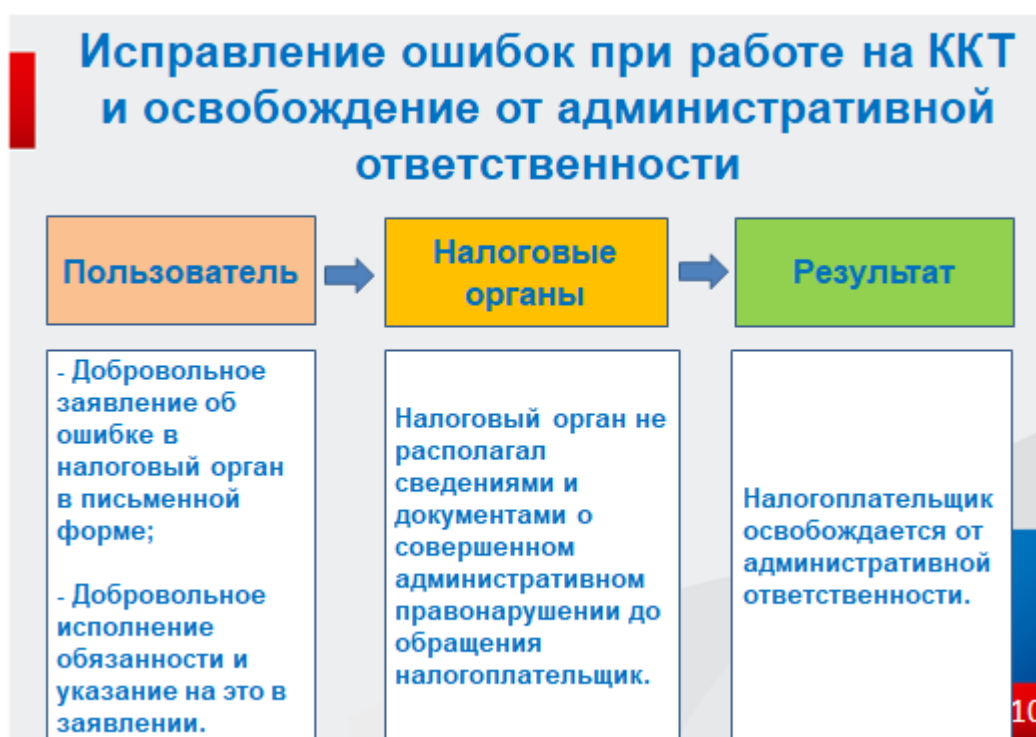 Исправление ошибок при работе на ККТ
и освобождение от административной
ответственности
Пользователь
Налоговые
органы
Результат
- Добровольное
заявление об
ошибке в
налоговый орган
в письменной
форме;
- Добровольное
исполнение
обязанности и
указание на это в
заявлении.
Налоговый орган не
располагал
сведениями и
документами о
совершенном
административном
правонарушении до
обращения
налогоплательщик.
Налогоплательщик
освобождается от
административной
ответственности.
10